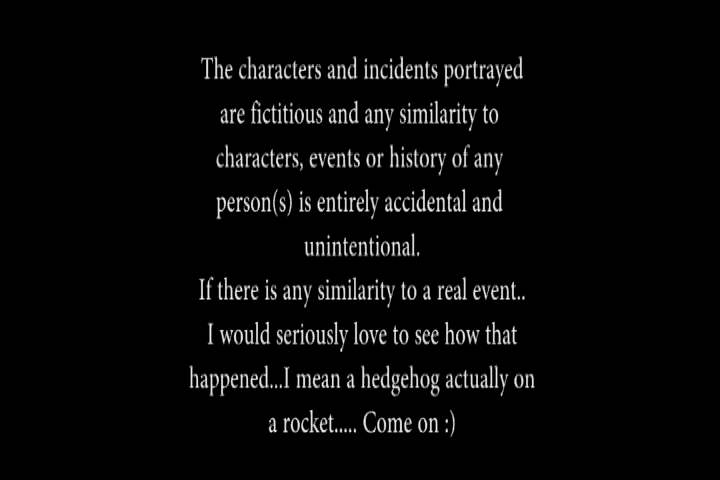 The characters and incidents portrayed
are fictitious and any similarity to
characters, events or history of any
person(s) is entirely accidental and
unintentional.
If there is any similarity to a real event..
I would seriously love to see how that
happened...I mean a hedgehog actually on
a rocket..... Come on :)